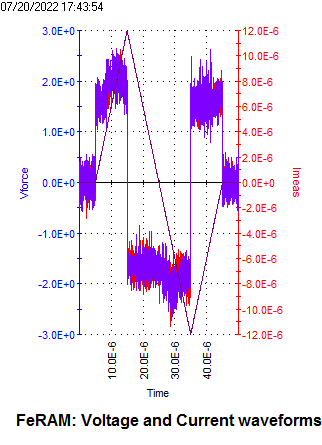 07/20/2022 17:43:54
3.0E+0
2.0E+0
1.0E+0
0.0E+0
-1.0E+0
-2.0E+0
-3.0E+0
Vforce
12.0E-6
10.0E-6
8.0E-6
6.0E-6
4.0E-6
2.0E-6
0.0E+0
-2.0E-6
-4.0E-6
-6.0E-6
-8.0E-6
-10.0E-6
-12.0E-6
Imeas
10.0E-6
20.0E-6
30.0E-6
40.0E-6
Time
FeRAM: Voltage and Current waveforms